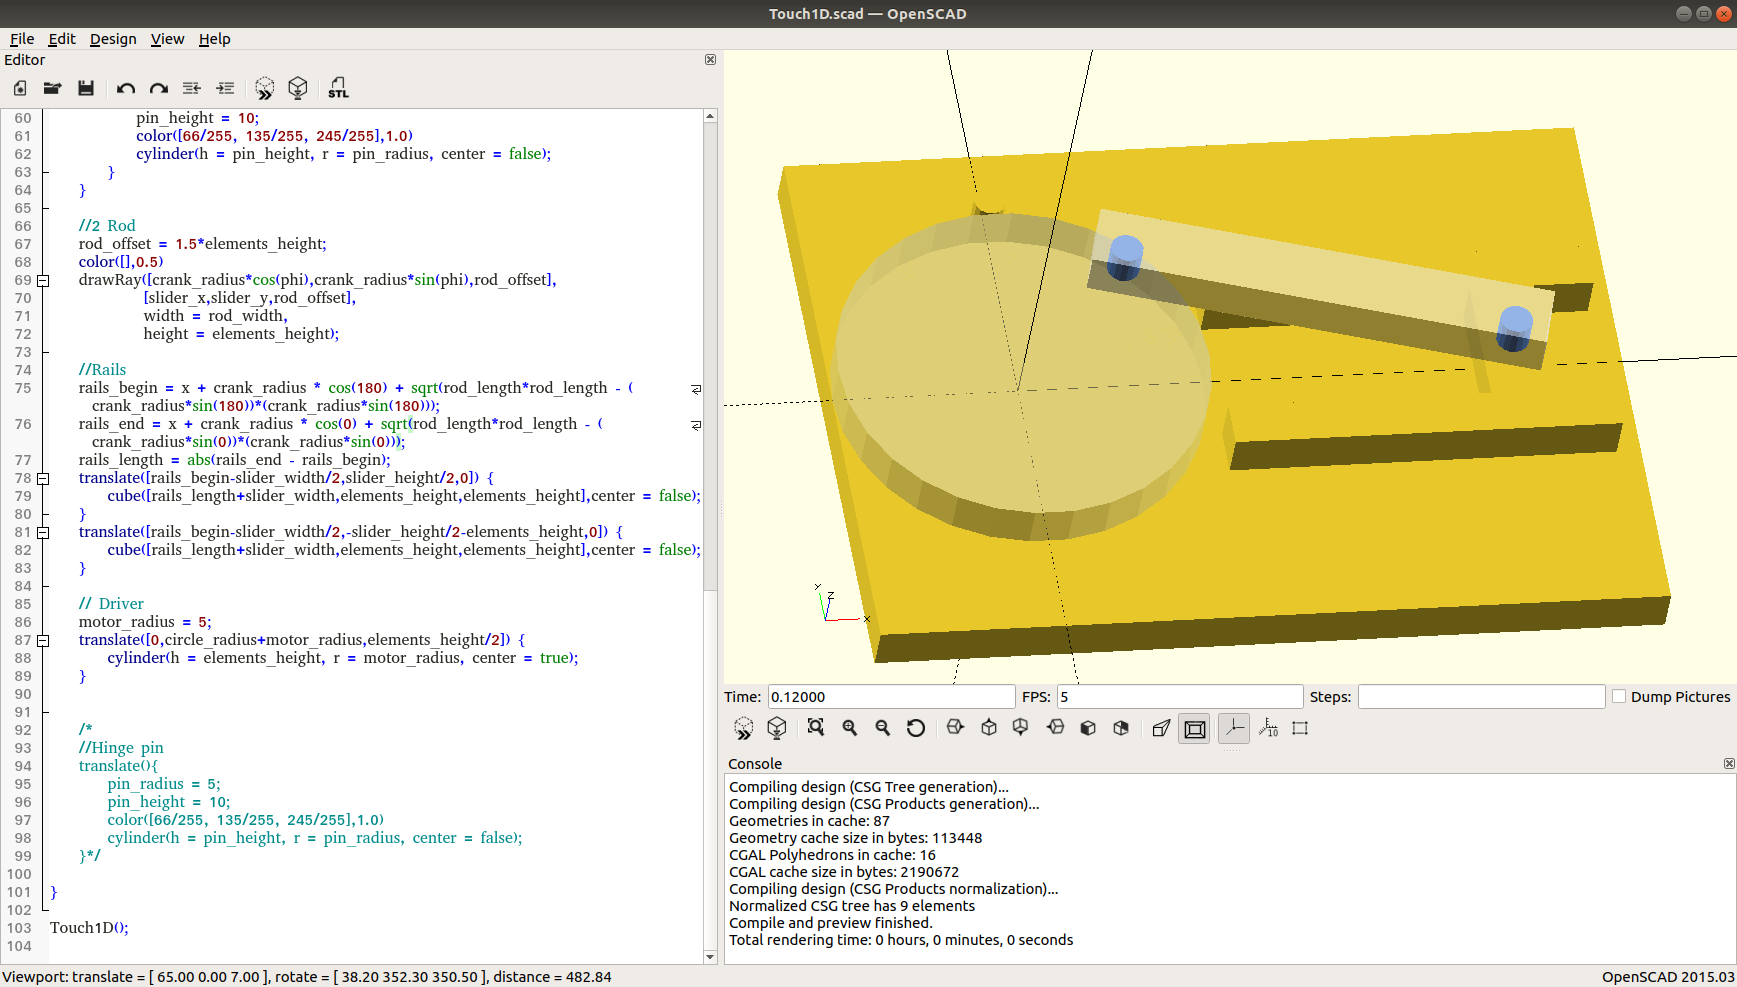 Touch1D.scad — OpenSCAD
File Edit Design View Help
Editor
STL
60 pin_height = 10;
61 color([66/255, 135/255, 245/255],1.0)
62 cylinder(h = pin_height, r = pin_radius, center = false);
63 }
64 }
65
66 //2 Rod
67 rod_offset = 1.5*elements_height;
68 color([],0.5)
69 drawRay([crank_radius*cos(phi),crank_radius*sin(phi),rod_offset],
70 [slider_x,slider_y,rod_offset],
71 width = rod_width,
72 height = elements_height);
73
74 //Rails
75 rails_begin = x + crank_radius * cos(180) + sqrt(rod_length*rod_length - (
crank_radius*sin(180))*(crank_radius*sin(180)));
76 rails_end = x + crank_radius * cos(0) + sqrt(rod_length*rod_length - (
crank_radius*sin(0))*(crank_radius*sin(0)));
77 rails_length = abs(rails_end - rails_begin);
78 translate([rails_begin-slider_width/2,slider_height/2,0]) {
79 cube([rails_length+slider_width,elements_height,elements_height],center = false);
80 }
81 translate([rails_begin-slider_width/2,-slider_height/2-elements_height,0]) {
82 cube([rails_length+slider_width,elements_height,elements_height],center = false);
83 }
84
85 // Driver
86 motor_radius = 5;
87 translate([0,circle_radius+motor_radius,elements_height/2]) {
88 cylinder(h = elements_height, r = motor_radius, center = true);
89 }
90
91
92 /*
93 //Hinge pin
94 translate(){
95 pin_radius = 5;
96 pin_height = 10;
97 color([66/255, 135/255, 245/255],1.0)
98 cylinder(h = pin_height, r = pin_radius, center = false);
99 }*/
100
101 }
102
103 Touch1D();
104
Y
Z
X
Time: 0.12000 FPS: 5 Steps: Dump Pictures
10
Console
Compiling design (CSG Tree generation)...
Compiling design (CSG Products generation)...
Geometries in cache: 87
Geometry cache size in bytes: 113448
CGAL Polyhedrons in cache: 16
CGAL cache size in bytes: 2190672
Compiling design (CSG Products normalization)...
Normalized CSG tree has 9 elements
Compile and preview finished.
Total rendering time: 0 hours, 0 minutes, 0 seconds
Viewport: translate = [ 65.00 0.00 7.00 ], rotate = [ 38.20 352.30 350.50 ], distance = 482.84
OpenSCAD 2015.03